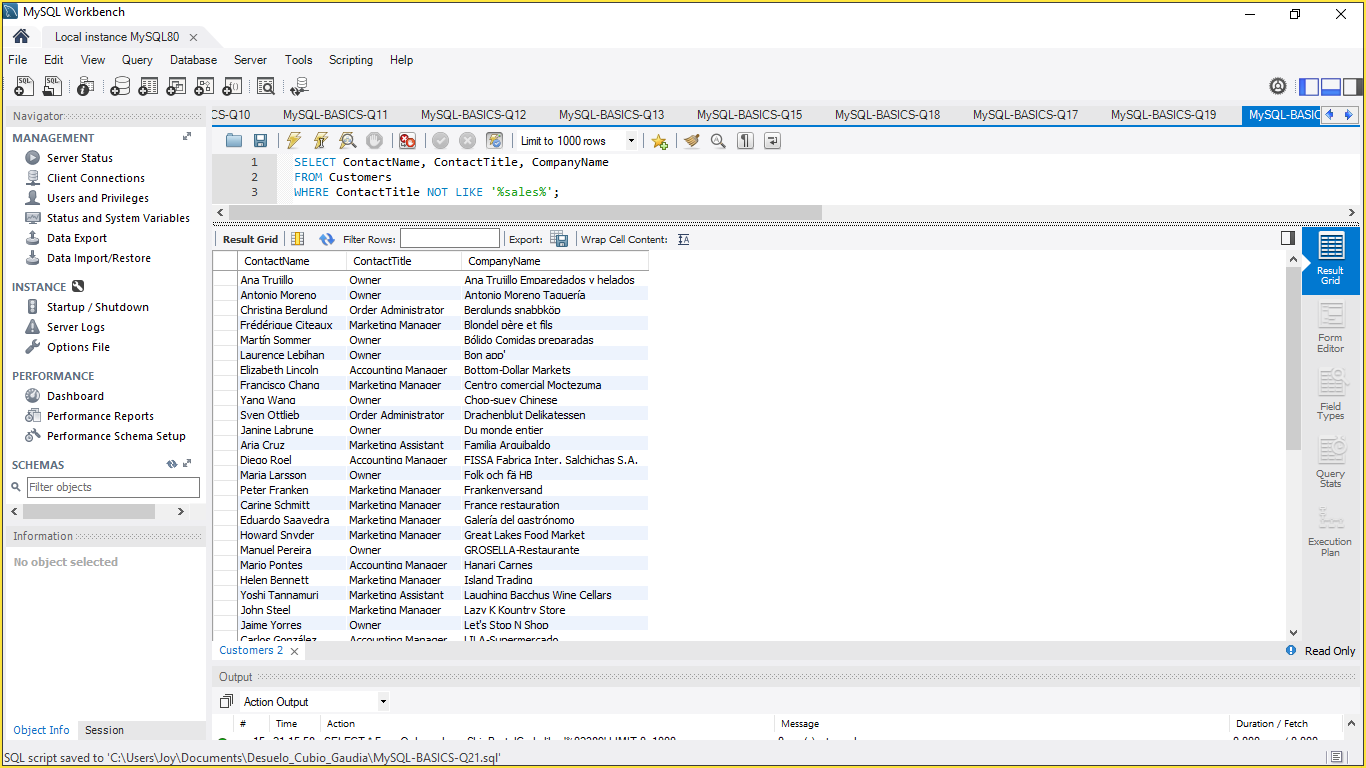 MySQL Workbench
Local instance MySQL80
File Edit View Query Database Server Tools Scripting Help
Navigator
MANAGEMENT
Server Status
Client Connections
Users and Privileges
Status and System Variables
Data Export
Data Import/Restore
INSTANCE
Startup / Shutdown
Server Logs
Options File
PERFORMANCE
Dashboard
Performance Reports
Performance Schema Setup
SCHEMAS
Filter objects
Information
No object selected
Object Info Session
CS-Q10 MySQL-BASICS-Q11 MySQL-BASICS-Q12 MySQL-BASICS-Q13 MySQL-BASICS-Q15 MySQL-BASICS-Q18 MySQL-BASICS-Q17 MySQL-BASICS-Q19 MySQL-BASIC
Limit to 1000 rows
1 SELECT ContactName, ContactTitle, CompanyName
2 FROM Customers
3 WHERE ContactTitle NOT LIKE '%sales%';
Result Grid Filter Rows: Export: Wrap Cell Content:
ContactName ContactTitle CompanyName
Ana Trujillo Owner Ana Trujillo Emparedados y helados
Antonio Moreno Owner Antonio Moreno Taquería
Christina Berglund Order Administrator Berglunds snabbköp
Frédérique Citeaux Marketing Manager Blondel père et fils
Martín Sommer Owner Bólido Comidas preparadas
Laurence Lebihan Owner Bon app'
Elizabeth Lincoln Accounting Manager Bottom-Dollar Markets
Francisco Chang Marketing Manager Centro comercial Moctezuma
Yang Wang Owner Chop-suey Chinese
Sven Ottlieb Order Administrator Drachenblut Delikatessen
Janine Labrune Owner Du monde entier
Aria Cruz Marketing Assistant Familia Arquibaldo
Diego Roel Accounting Manager FISSA Fabrica Inter. Salchichas S.A.
Maria Larsson Owner Folk och fä HB
Peter Franken Marketing Manager Frankenversand
Carine Schmitt Marketing Manager France restauration
Eduardo Saavedra Marketing Manager Galería del gastrónomo
Howard Snyder Marketing Manager Great Lakes Food Market
Manuel Pereira Owner GROSELLA-Restaurante
Mario Pontes Accounting Manager Hanari Carnes
Helen Bennett Marketing Manager Island Trading
Yoshi Tannamuri Marketing Assistant Laughing Bacchus Wine Cellars
John Steel Marketing Manager Lazy K Kountry Store
Jaime Yorres Owner Let's Stop N Shop
Carlos González Accounting Manager LILA-Supermercado
Result Grid
Form Editor
Field Types
Query Stats
Execution Plan
Customers 2
Read Only
Output
Action Output
# Time Action Message Duration / Fetch
SQL script saved to 'C:\Users\Joy\Documents\Desuelo_Cubio_Gaudia\MySQL-BASICS-Q21.sql'